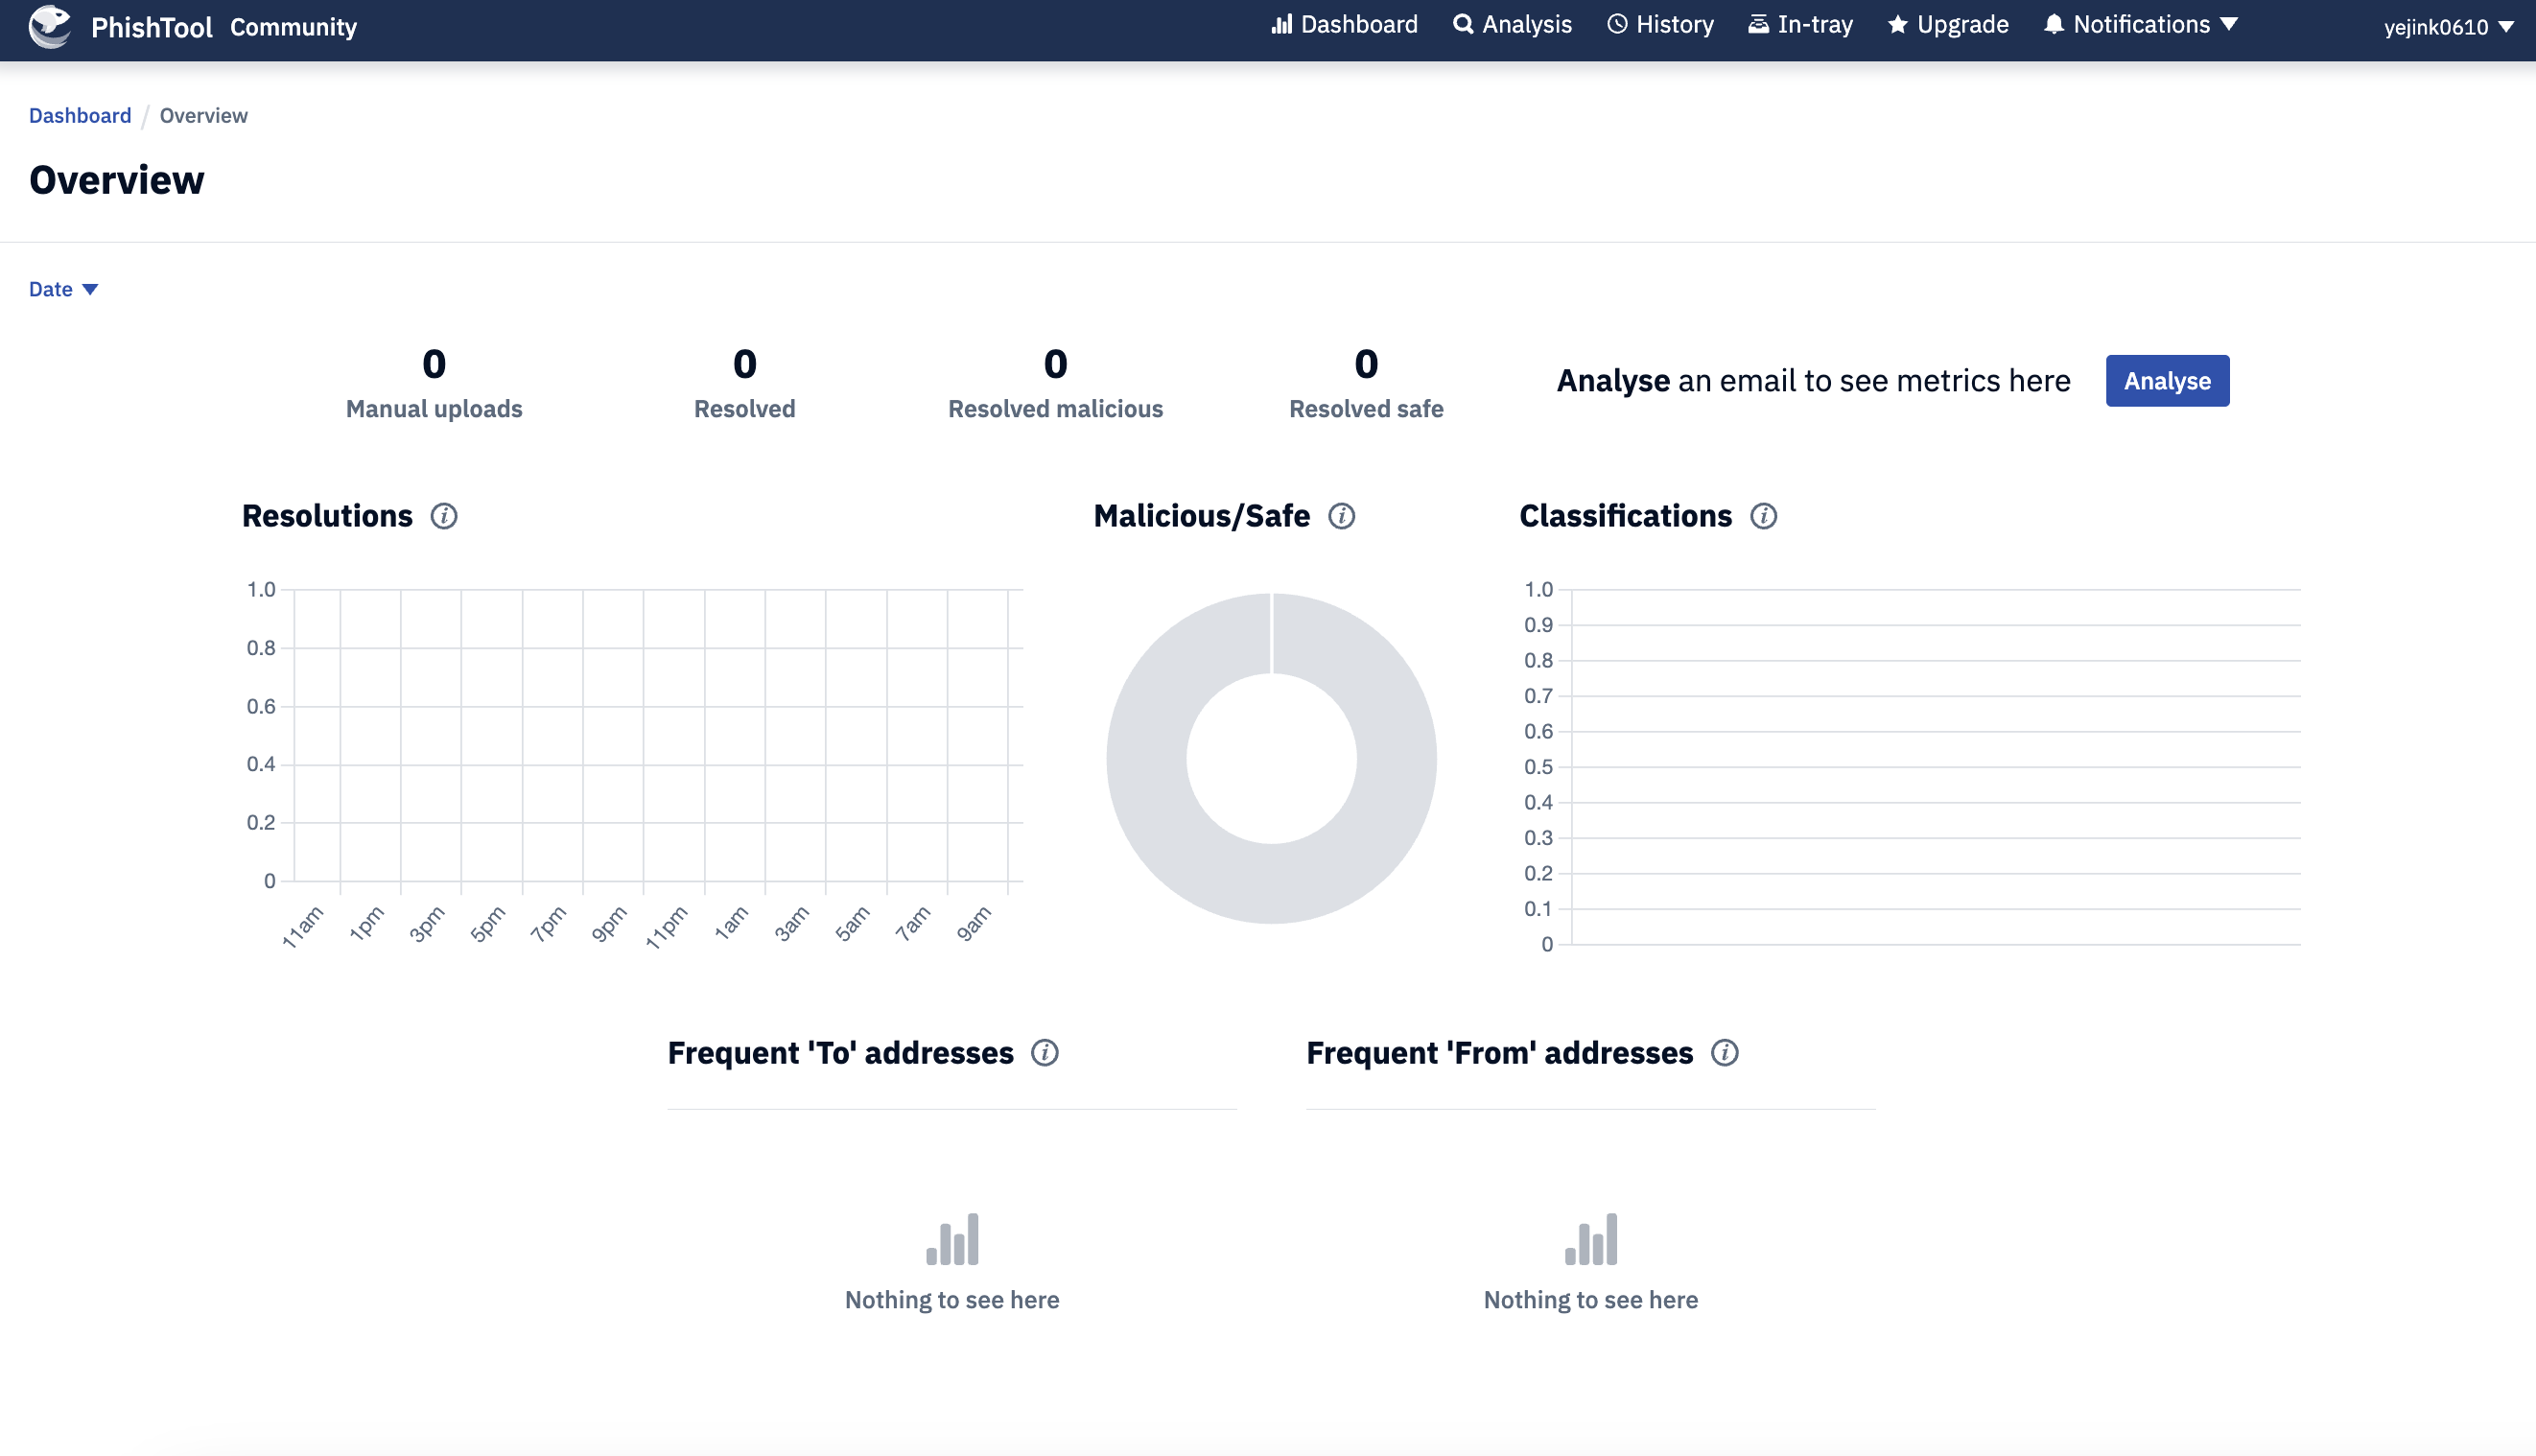 PhishTool Community
Dashboard Analysis History In-tray Upgrade Notifications yejink0610
Dashboard / Overview
Overview
Date
0 0 0 0
Manual uploads Resolved Resolved malicious Resolved safe
Analyse an email to see metrics here Analyse
Resolutions
1.0
0.8
0.6
0.4
0.2
0
11am 1pm 3pm 5pm 7pm 9pm 11pm 1am 3am 5am 7am 9am
Malicious/Safe
Classifications
1.0
0.9
0.8
0.7
0.6
0.5
0.4
0.3
0.2
0.1
0
Frequent 'To' addresses
Nothing to see here
Frequent 'From' addresses
Nothing to see here